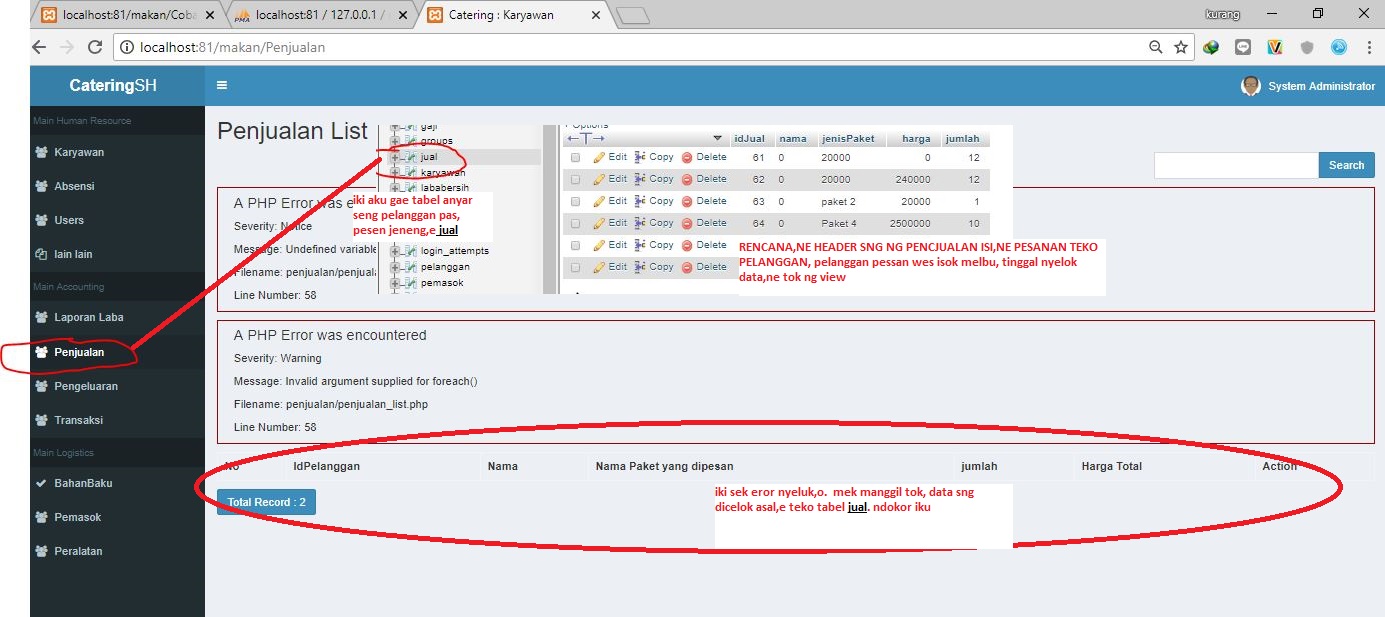 localhost:81/makan/Coba
localhost:81 / 127.0.0.1 /
Catering : Karyawan
kurang
localhost:81/makan/Penjualan
CateringSH
System Administrator
Main Human Resource
Karyawan
Absensi
Users
lain lain
Main Accounting
Laporan Laba
Penjualan
Pengeluaran
Transaksi
Main Logistics
BahanBaku
Pemasok
Peralatan
Penjualan List
Search
gaji
groups
jual
karyawan
lababersih
login_attempts
pelanggan
pemasok
Options
idJual nama jenisPaket harga jumlah
Edit Copy Delete 61 0 20000 0 12
Edit Copy Delete 62 0 20000 240000 12
Edit Copy Delete 63 0 paket 2 20000 1
Edit Copy Delete 64 0 Paket 4 2500000 10
Edit Copy Delete
Edit Copy Delete
iki aku gae tabel anyar
seng pelanggan pas,
pesen jeneng,e jual
RENCANA,NE HEADER SNG NG PENCJUALAN ISI,NE PESANAN TEKO
PELANGGAN, pelanggan pessan wes isok melbu, tinggal nyelok
data,ne tok ng view
A PHP Error was e
Severity: Notice
Message: Undefined variable
Filename: penjualan/penjual
Line Number: 58
A PHP Error was encountered
Severity: Warning
Message: Invalid argument supplied for foreach()
Filename: penjualan/penjualan_list.php
Line Number: 58
No IdPelanggan Nama Nama Paket yang dipesan jumlah Harga Total Action
Total Record : 2
iki sek eror nyeluk,o. mek manggil tok, data sng
dicelok asal,e teko tabel jual. ndokor iku